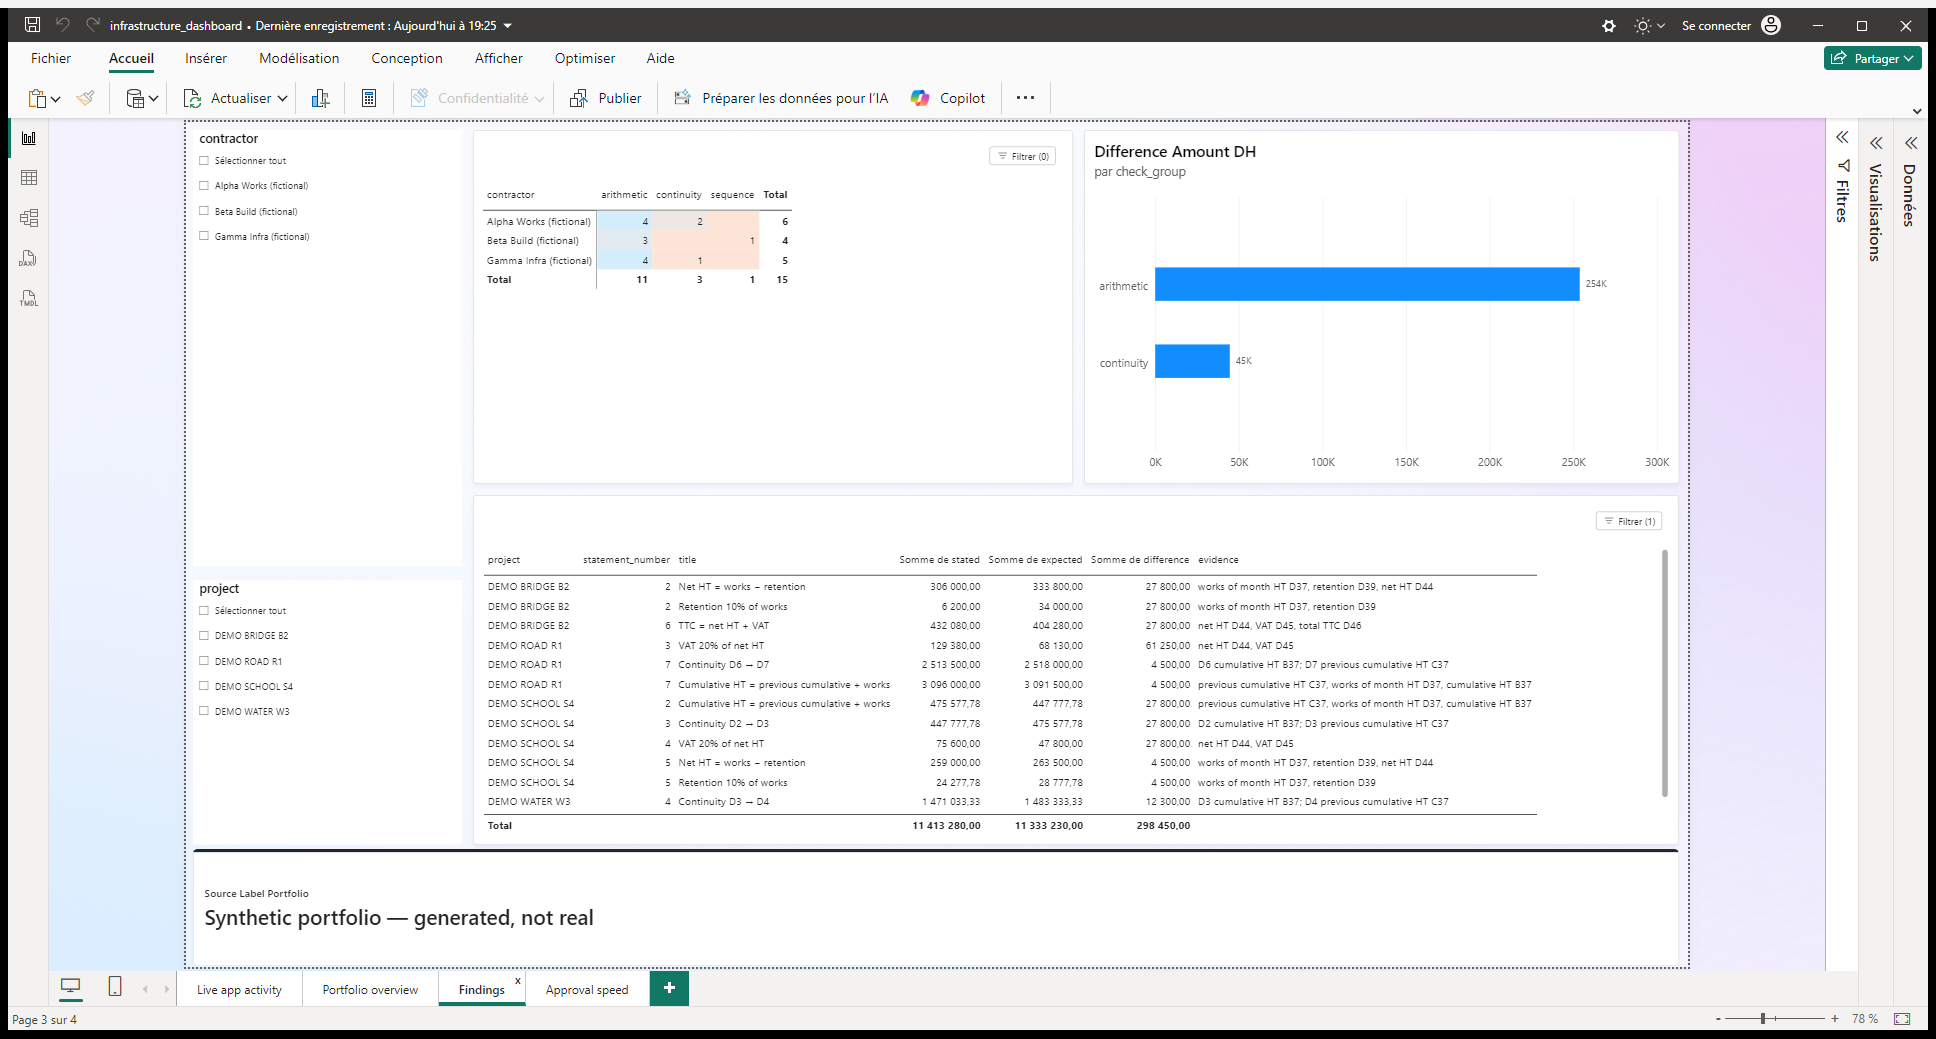 infrastructure_dashboard • Dernière enregistrement : Aujourd'hui à 19:25
Se connecter
Fichier Accueil Insérer Modélisation Conception Afficher Optimiser Aide
Partager
Actualiser Confidentialité Publier Préparer les données pour l'IA Copilot
DAX
TMDL
contractor
Sélectionner tout
Alpha Works (fictional)
Beta Build (fictional)
Gamma Infra (fictional)
project
Sélectionner tout
DEMO BRIDGE B2
DEMO ROAD R1
DEMO SCHOOL S4
DEMO WATER W3
Filtrer (0)
contractor arithmetic continuity sequence Total
Alpha Works (fictional) 4 2 6
Beta Build (fictional) 3 1 4
Gamma Infra (fictional) 4 1 5
Total 11 3 1 15
Difference Amount DH
par check_group
arithmetic 254K
continuity 45K
0K 50K 100K 150K 200K 250K 300K
Filtrer (1)
project statement_number title Somme de stated Somme de expected Somme de difference evidence
DEMO BRIDGE B2 2 Net HT = works − retention 306 000,00 333 800,00 27 800,00 works of month HT D37, retention D39, net HT D44
DEMO BRIDGE B2 2 Retention 10% of works 6 200,00 34 000,00 27 800,00 works of month HT D37, retention D39
DEMO BRIDGE B2 6 TTC = net HT + VAT 432 080,00 404 280,00 27 800,00 net HT D44, VAT D45, total TTC D46
DEMO ROAD R1 3 VAT 20% of net HT 129 380,00 68 130,00 61 250,00 net HT D44, VAT D45
DEMO ROAD R1 7 Continuity D6 → D7 2 513 500,00 2 518 000,00 4 500,00 D6 cumulative HT B37; D7 previous cumulative HT C37
DEMO ROAD R1 7 Cumulative HT = previous cumulative + works 3 096 000,00 3 091 500,00 4 500,00 previous cumulative HT C37, works of month HT D37, cumulative HT B37
DEMO SCHOOL S4 2 Cumulative HT = previous cumulative + works 475 577,78 447 777,78 27 800,00 previous cumulative HT C37, works of month HT D37, cumulative HT B37
DEMO SCHOOL S4 3 Continuity D2 → D3 447 777,78 475 577,78 27 800,00 D2 cumulative HT B37; D3 previous cumulative HT C37
DEMO SCHOOL S4 4 VAT 20% of net HT 75 600,00 47 800,00 27 800,00 net HT D44, VAT D45
DEMO SCHOOL S4 5 Net HT = works − retention 259 000,00 263 500,00 4 500,00 works of month HT D37, retention D39, net HT D44
DEMO SCHOOL S4 5 Retention 10% of works 24 277,78 28 777,78 4 500,00 works of month HT D37, retention D39
DEMO WATER W3 4 Continuity D3 → D4 1 471 033,33 1 483 333,33 12 300,00 D3 cumulative HT B37; D4 previous cumulative HT C37
Total 11 413 280,00 11 333 230,00 298 450,00
Source Label Portfolio
Synthetic portfolio — generated, not real
Filtres
Visualisations
Données
Live app activity Portfolio overview Findings x Approval speed +
Page 3 sur 4
- + 78 %